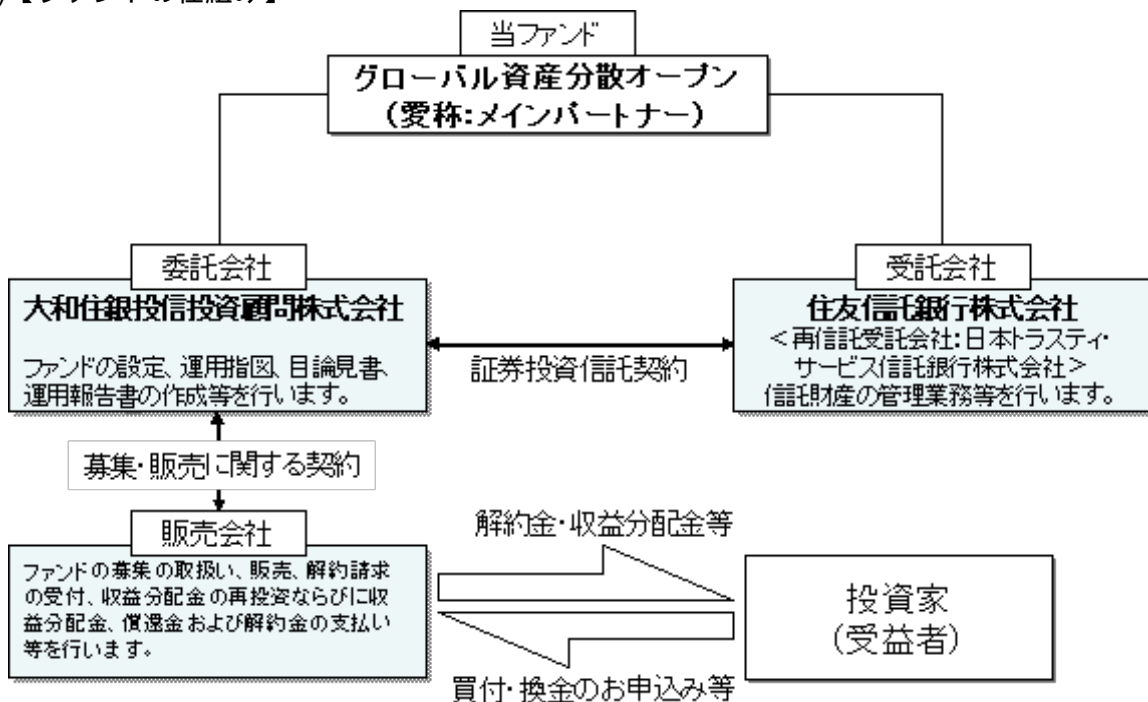 )【ファンドの仕組み】
当ファンド
グローバル資産分散オープン
(愛称:メインパートナー)
委託会社
大和住銀投信投資顧問株式会社
ファンドの設定、運用指図、目論見書、
運用報告書の作成等を行います。
証券投資信託契約
受託会社
住友信託銀行株式会社
<再信託受託会社:日本トラスティ・
サービス信託銀行株式会社>
信託財産の管理業務等を行います。
募集・販売に関する契約
販売会社
ファンドの募集の取扱い、販売、解約請求
の受付、収益分配金の再投資ならびに収
益分配金、償還金および解約金の支払い
等を行います。
解約金・収益分配金等
買付・換金のお申込み等
投資家
(受益者)